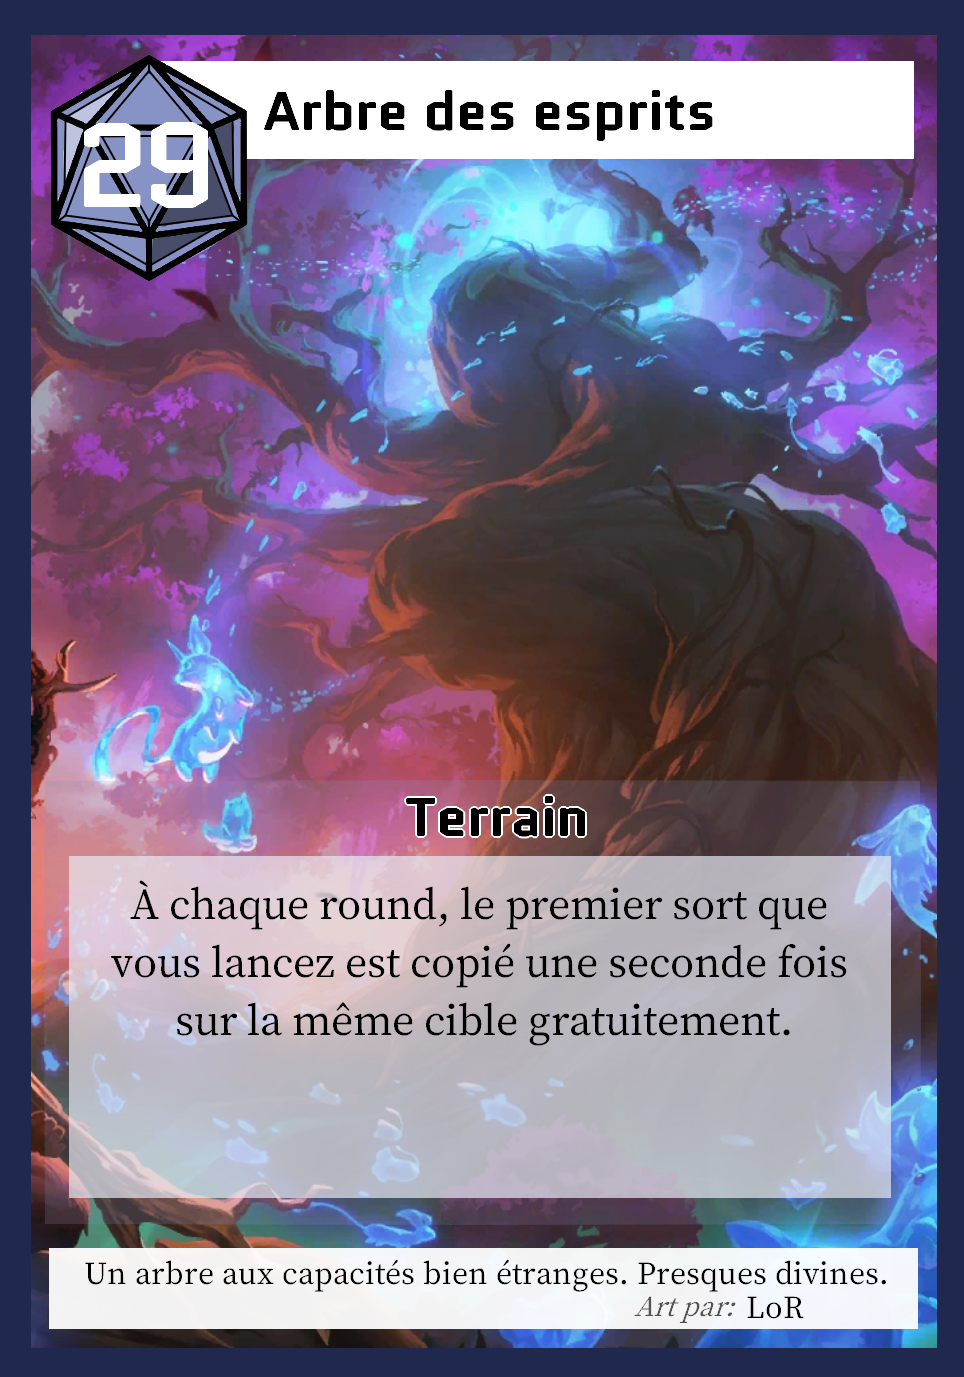 29
Arbre des esprits
Terrain
À chaque round, le premier sort que
vous lancez est copié une seconde fois
sur la même cible gratuitement.
Un arbre aux capacités bien étranges. Presques divines.
Art par: LoR